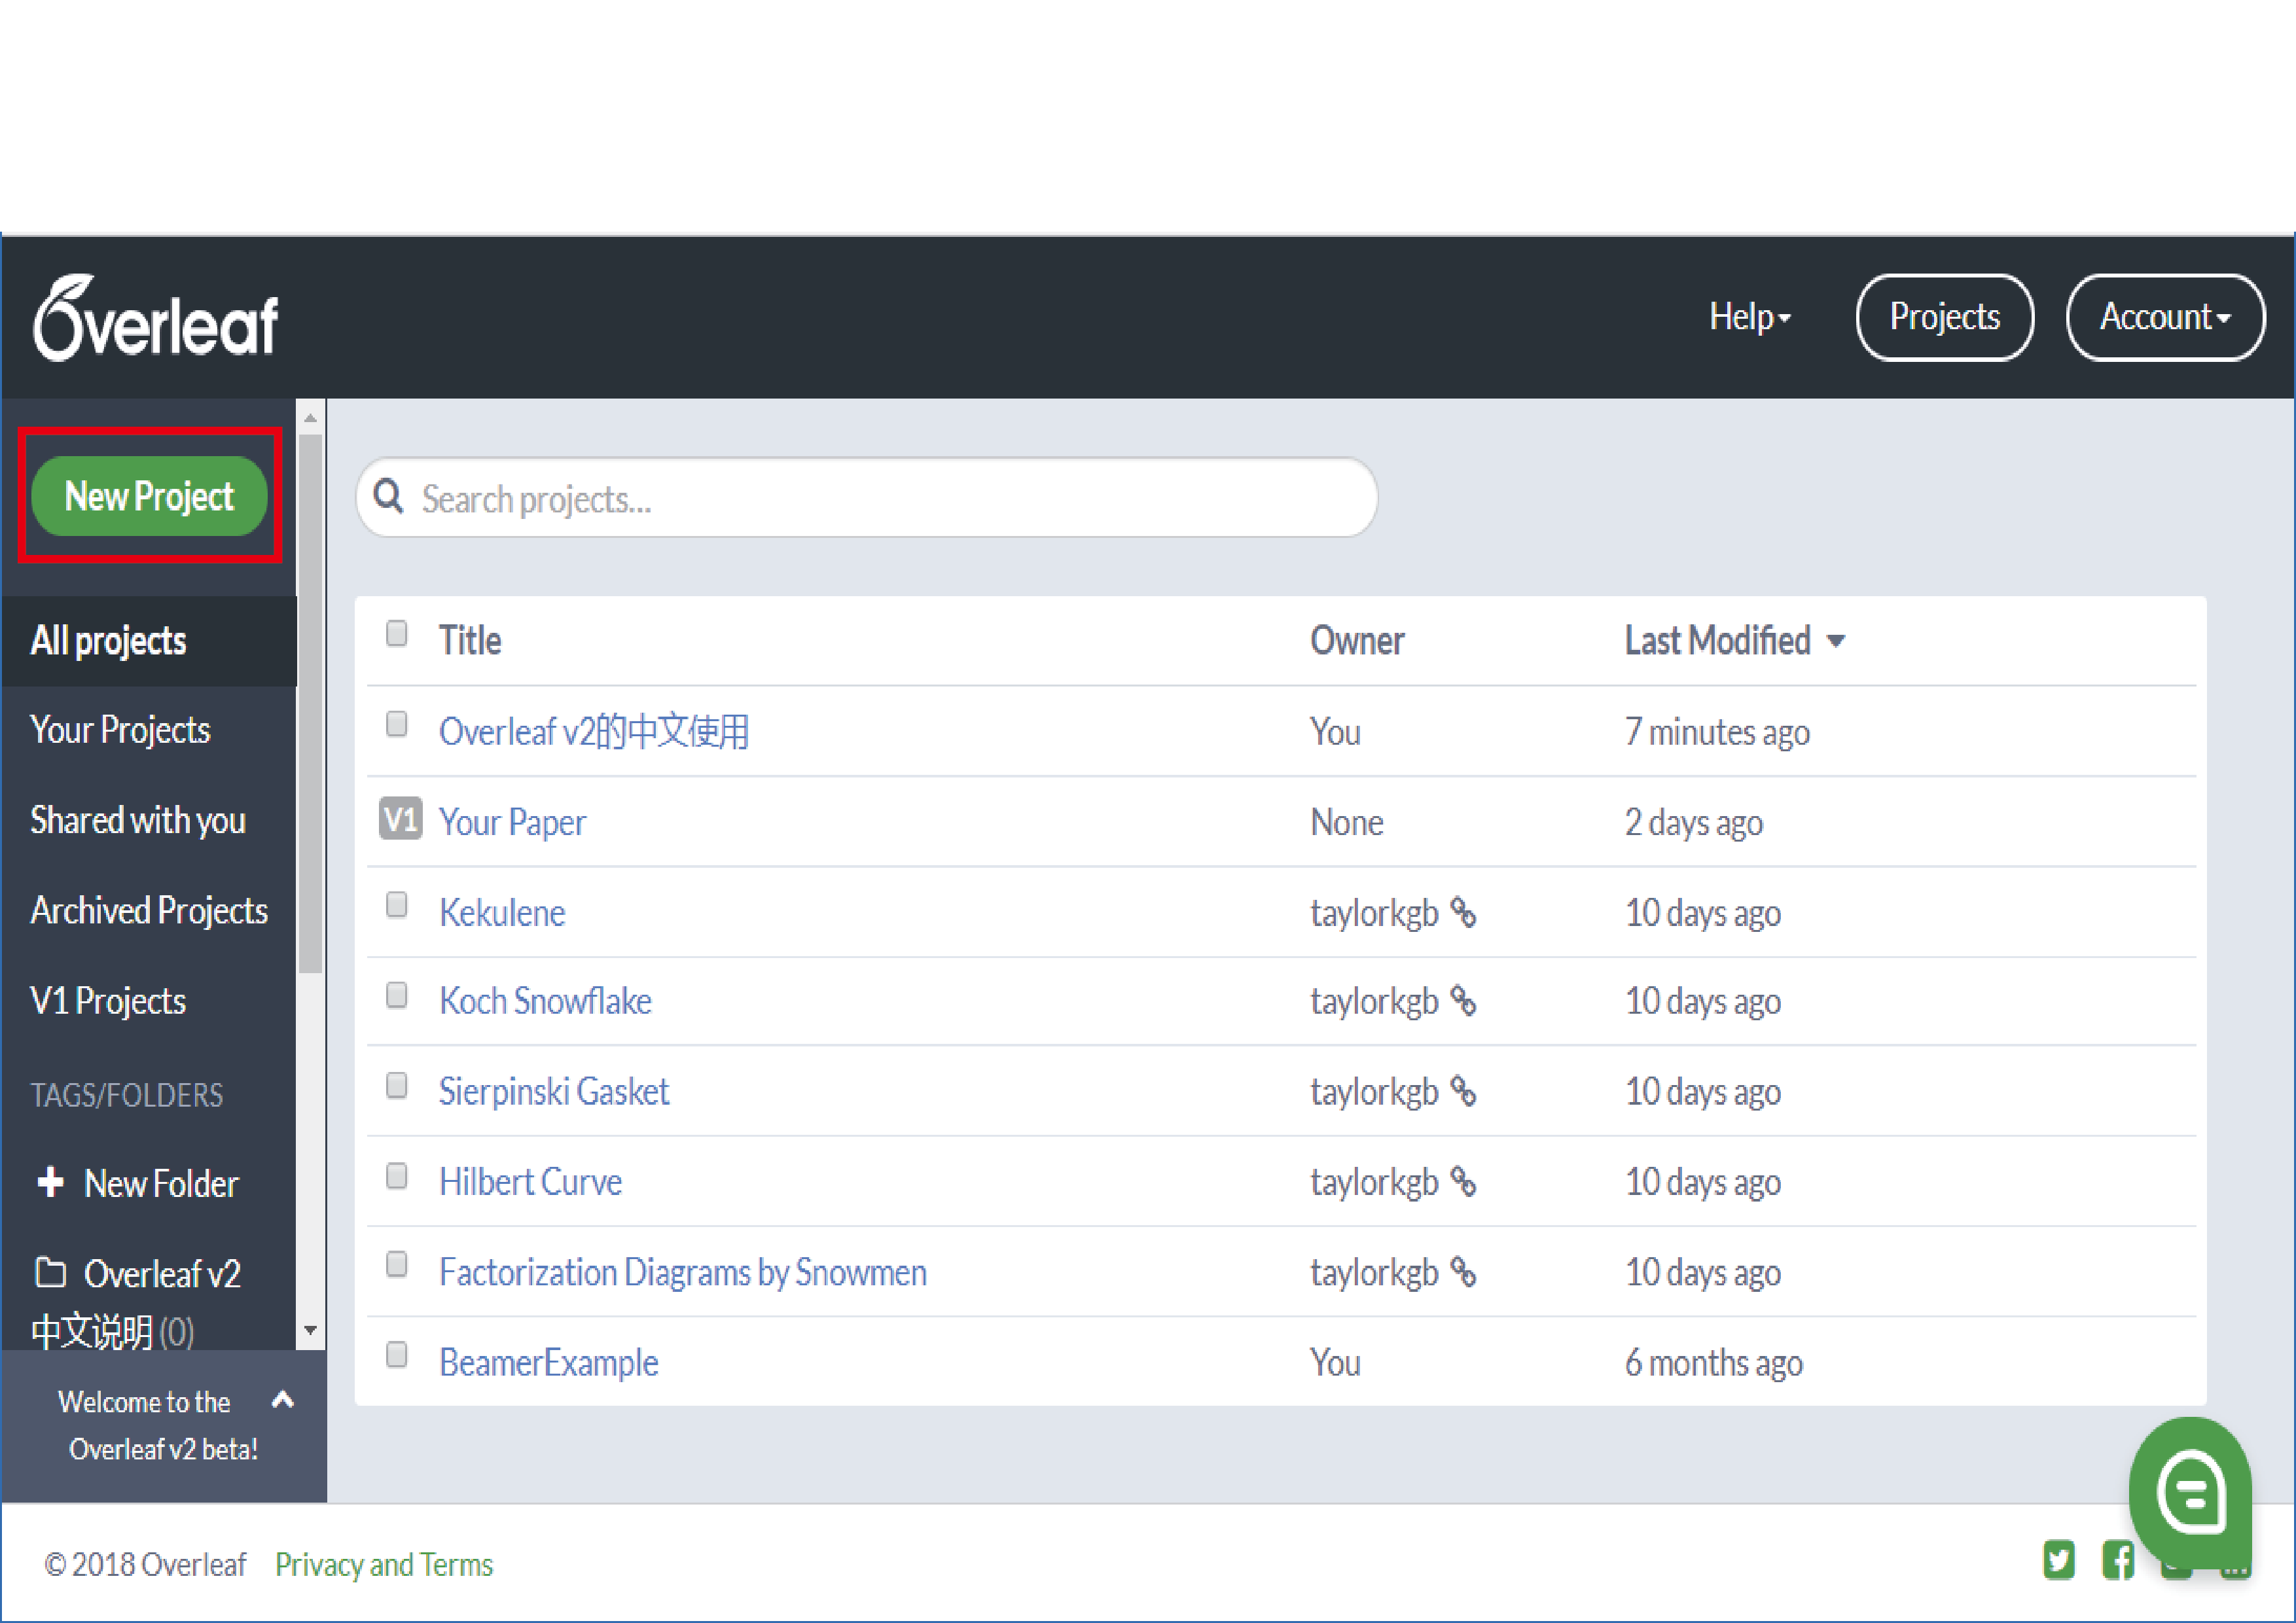 Overleaf
Help
Projects
Account
New Project
Search projects...
All projects
Your Projects
Shared with you
Archived Projects
V1 Projects
TAGS/FOLDERS
New Folder
Overleaf v2
中文说明 (0)
Welcome to the
Overleaf v2 beta!
Title Owner Last Modified
Overleaf v2的中文使用 You 7 minutes ago
V1 Your Paper None 2 days ago
Kekulene taylorkgb 10 days ago
Koch Snowflake taylorkgb 10 days ago
Sierpinski Gasket taylorkgb 10 days ago
Hilbert Curve taylorkgb 10 days ago
Factorization Diagrams by Snowmen taylorkgb 10 days ago
BeamerExample You 6 months ago
© 2018 Overleaf Privacy and Terms